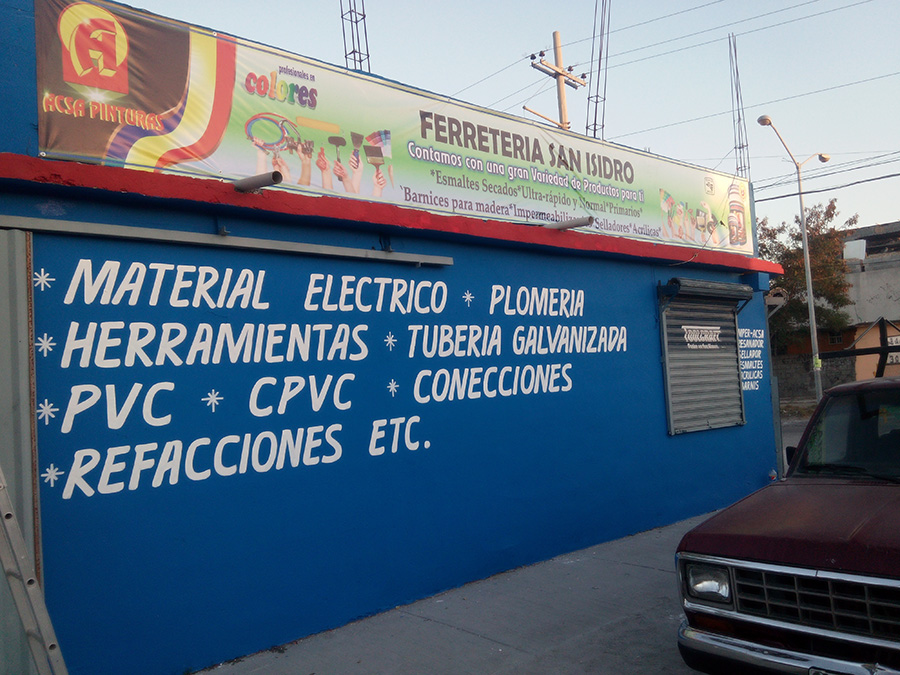 ACSA PINTURAS
profesionales en
colores
FERRETERIA SAN ISIDRO
Contamos con una gran Variedad de Productos para ti
*Esmaltes Secados*Ultra-rápido y Normal*Primarios*
Barnices para madera*Impermeabilizantes*Selladores*Acrilicas*
* MATERIAL ELECTRICO * PLOMERIA
* HERRAMIENTAS * TUBERIA GALVANIZADA
* PVC * CPVC * CONECCIONES
* REFACCIONES ETC.
TOOLCRAFT